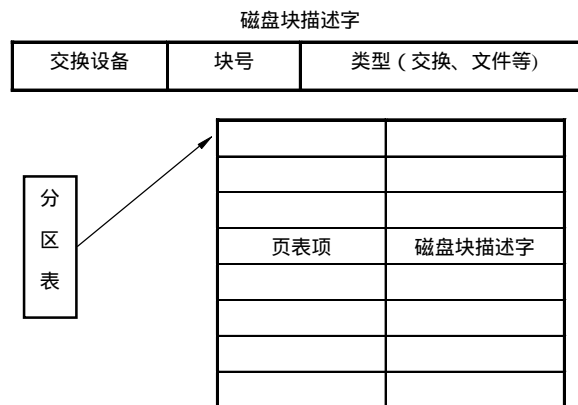 磁盘块描述字
交换设备 块号 类型（交换、文件等)
分
区
表
页表项 磁盘块描述字